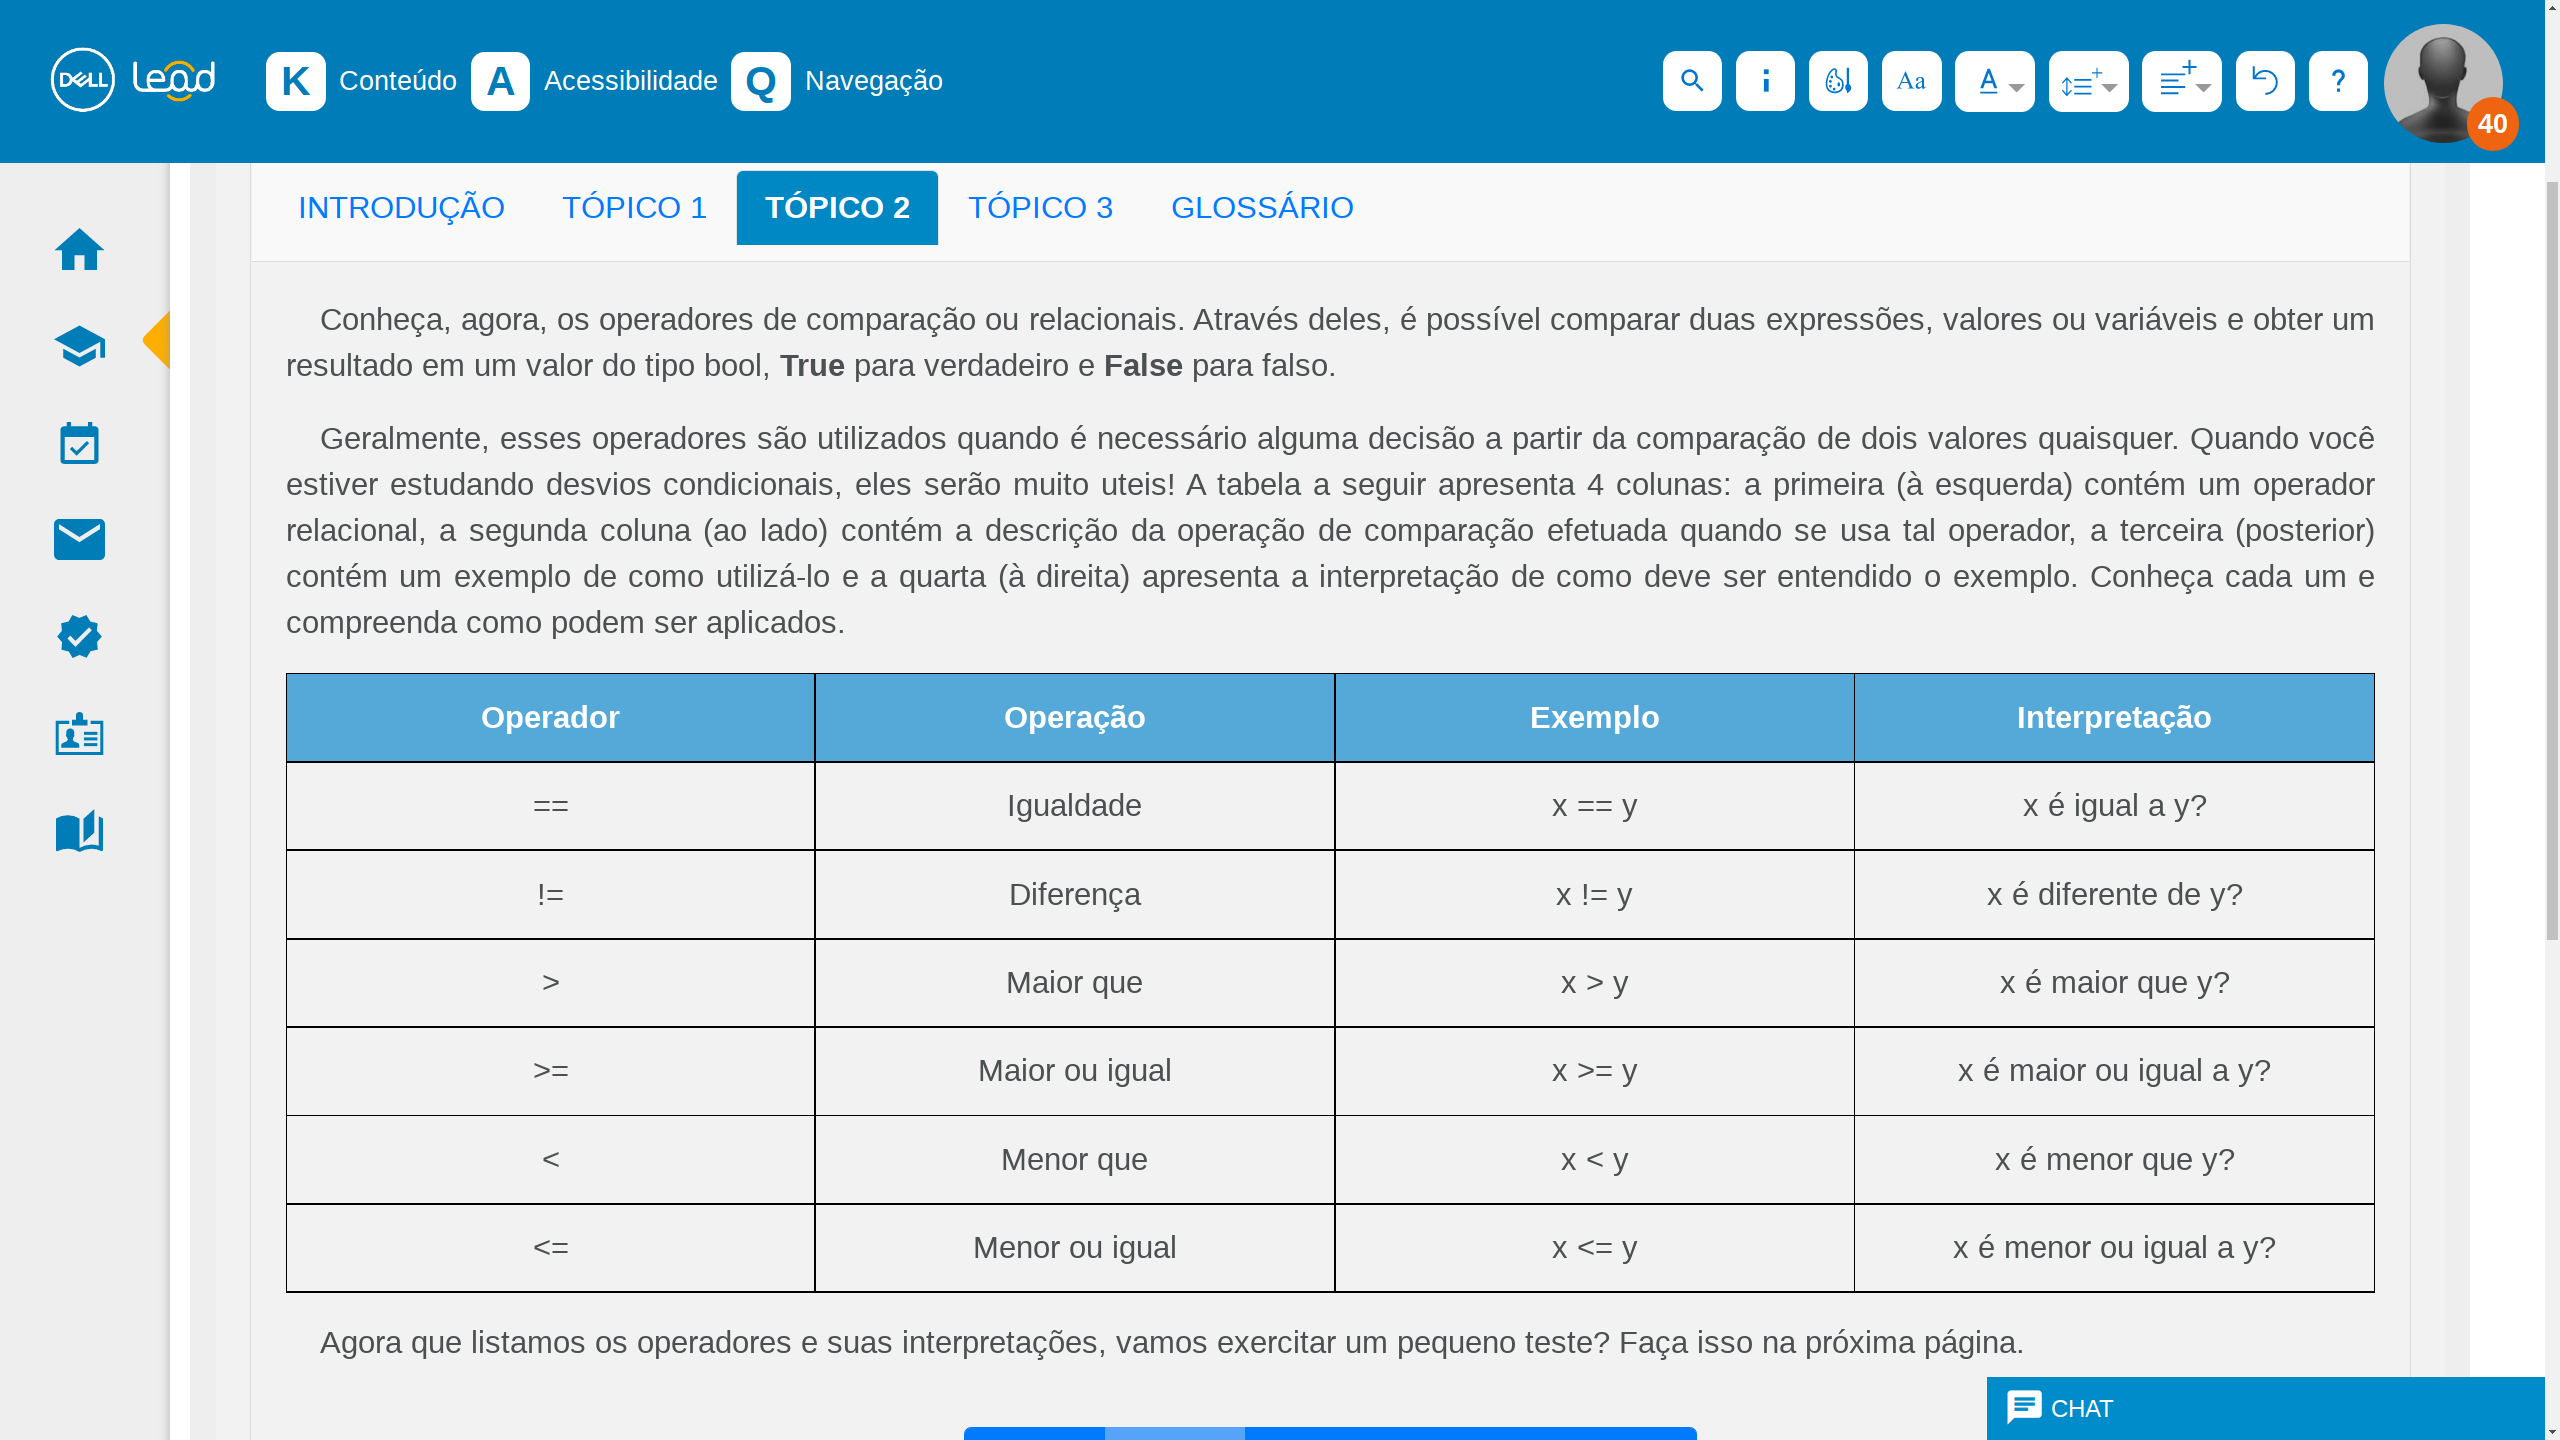 DELL Lead K Conteúdo A Acessibilidade Q Navegação i Aa A ? 40
INTRODUÇÃO TÓPICO 1 TÓPICO 2 TÓPICO 3 GLOSSÁRIO
Conheça, agora, os operadores de comparação ou relacionais. Através deles, é possível comparar duas expressões, valores ou variáveis e obter um
resultado em um valor do tipo bool, True para verdadeiro e False para falso.
Geralmente, esses operadores são utilizados quando é necessário alguma decisão a partir da comparação de dois valores quaisquer. Quando você
estiver estudando desvios condicionais, eles serão muito uteis! A tabela a seguir apresenta 4 colunas: a primeira (à esquerda) contém um operador
relacional, a segunda coluna (ao lado) contém a descrição da operação de comparação efetuada quando se usa tal operador, a terceira (posterior)
contém um exemplo de como utilizá-lo e a quarta (à direita) apresenta a interpretação de como deve ser entendido o exemplo. Conheça cada um e
compreenda como podem ser aplicados.
Operador Operação Exemplo Interpretação
== Igualdade x == y x é igual a y?
!= Diferença x != y x é diferente de y?
> Maior que x > y x é maior que y?
>= Maior ou igual x >= y x é maior ou igual a y?
< Menor que x < y x é menor que y?
<= Menor ou igual x <= y x é menor ou igual a y?
Agora que listamos os operadores e suas interpretações, vamos exercitar um pequeno teste? Faça isso na próxima página.
CHAT